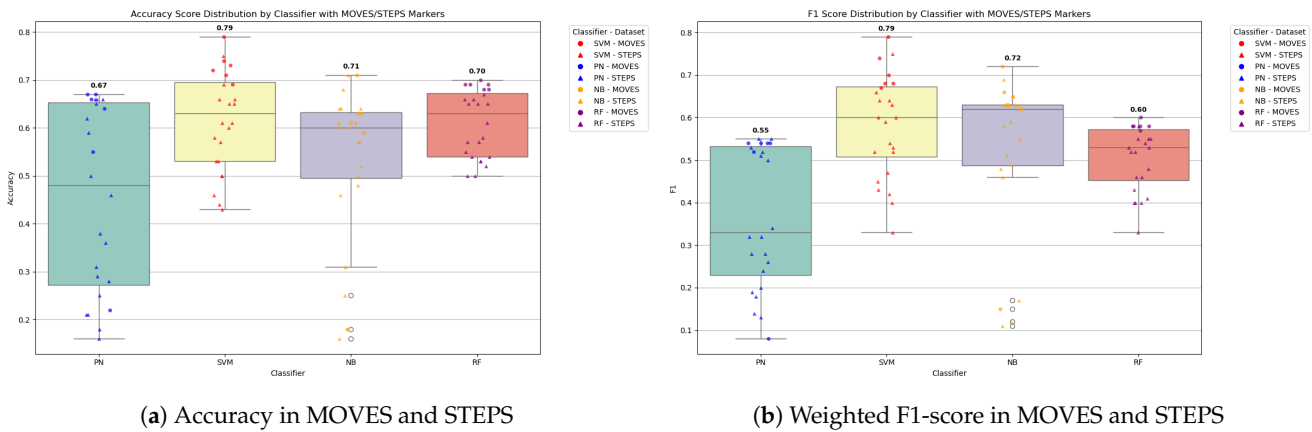 Accuracy Score Distribution by Classifier with MOVES/STEPS Markers
0.8
0.7
0.6
0.5
0.4
0.3
0.2
Accuracy
0.67
0.79
0.71
0.70
PN
SVM
NB
RF
Classifier
Classifier - Dataset
SVM - MOVES
SVM - STEPS
PN - MOVES
PN - STEPS
NB - MOVES
NB - STEPS
RF - MOVES
RF - STEPS
(a) Accuracy in MOVES and STEPS
F1 Score Distribution by Classifier with MOVES/STEPS Markers
0.8
0.7
0.6
0.5
0.4
0.3
0.2
0.1
F1
0.55
0.79
0.72
0.60
PN
SVM
NB
RF
Classifier
Classifier - Dataset
SVM - MOVES
SVM - STEPS
PN - MOVES
PN - STEPS
NB - MOVES
NB - STEPS
RF - MOVES
RF - STEPS
(b) Weighted F1-score in MOVES and STEPS